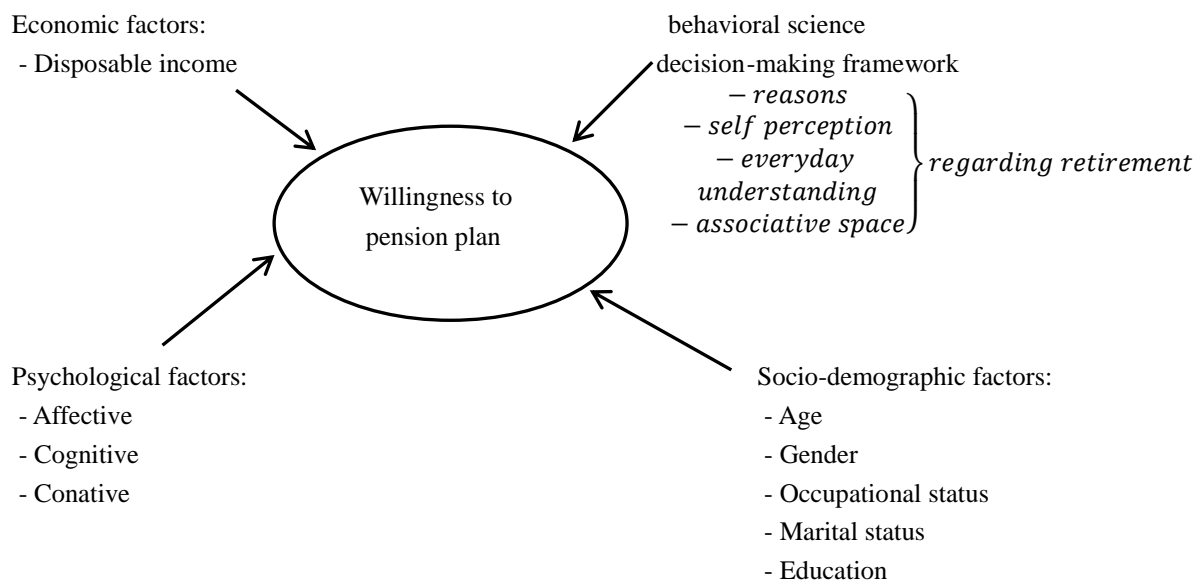 Economic factors:
- Disposable income
behavioral science
decision-making framework
− reasons
− self perception
− everyday
understanding
− associative space
regarding retirement
Willingness to
pension plan
Psychological factors:
- Affective
- Cognitive
- Conative
Socio-demographic factors:
- Age
- Gender
- Occupational status
- Marital status
- Education